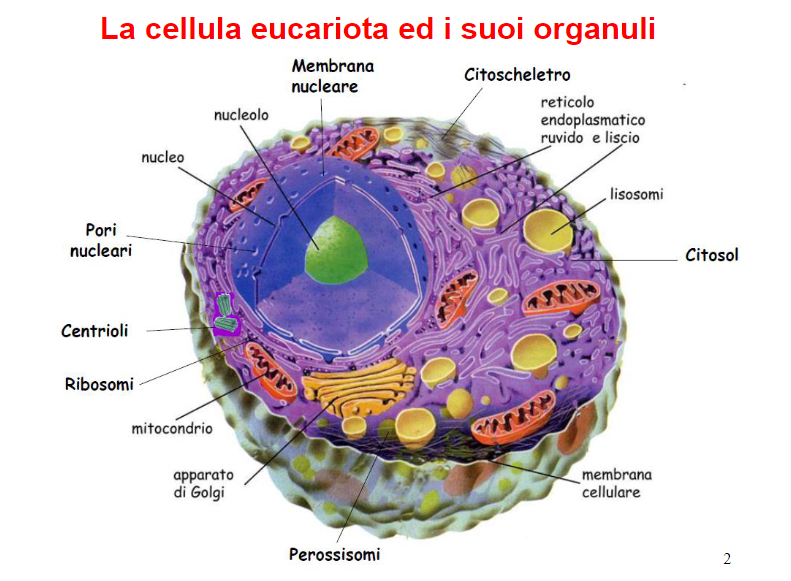 La cellula eucariota ed i suoi organuli
Membrana
nucleare
Citoscheletro
reticolo
endoplasmatico
ruvido e liscio
nucleolo
nucleo
lisosomi
Pori
nucleari
Citosol
Centrioli
Ribosomi
mitocondrio
apparato
di Golgi
membrana
cellulare
Perossisomi
2